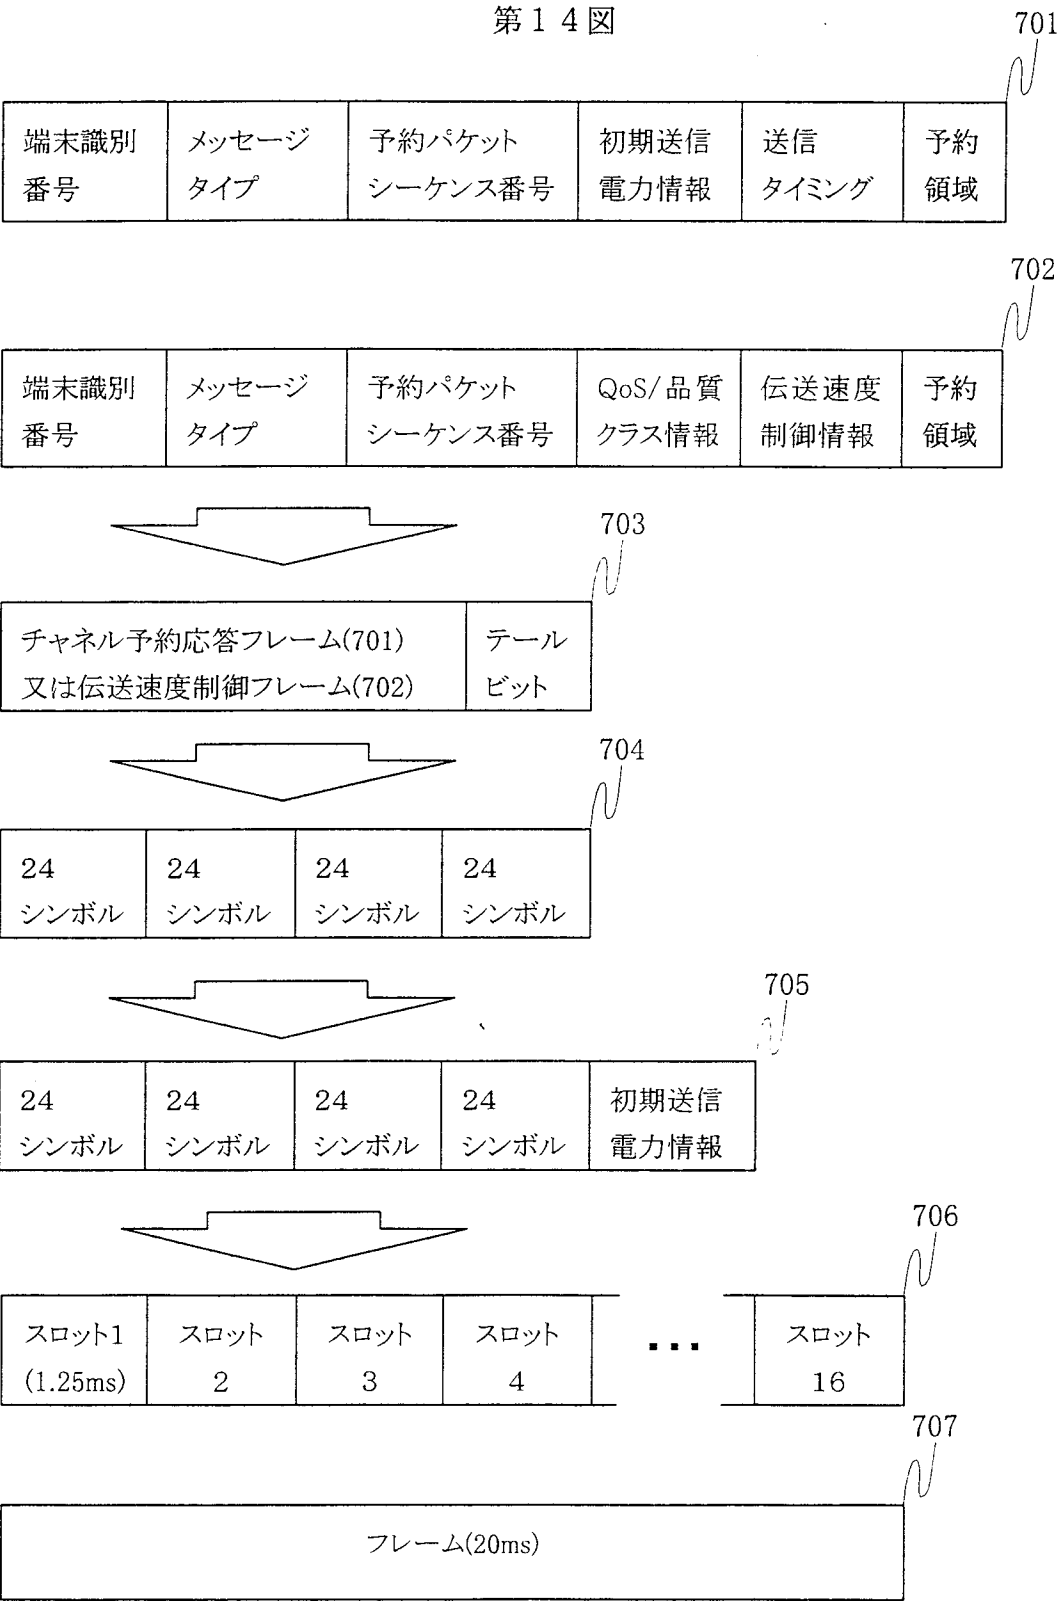 第１４図
701
端末識別
番号
メッセージ
タイプ
予約パケット
シーケンス番号
初期送信
電力情報
送信
タイミング
予約
領域
702
端末識別
番号
メッセージ
タイプ
予約パケット
シーケンス番号
QoS/品質
クラス情報
伝送速度
制御情報
予約
領域
703
チャネル予約応答フレーム(701)
又は伝送速度制御フレーム(702)
テール
ビット
704
24
シンボル
24
シンボル
24
シンボル
24
シンボル
705
24
シンボル
24
シンボル
24
シンボル
24
シンボル
初期送信
電力情報
706
スロット1
(1.25ms)
スロット
2
スロット
3
スロット
4
...
スロット
16
707
フレーム(20ms)